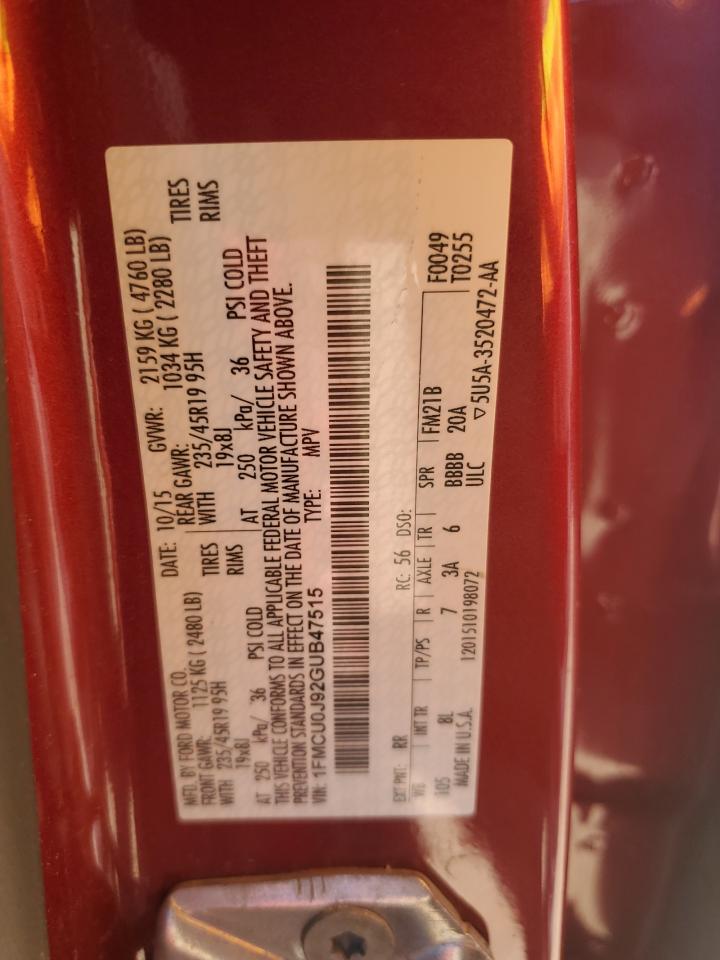 MFD. BY FORD MOTOR CO. DATE: 10/15 GVWR: 2159 KG ( 4760 LB)
FRONT GAWR: 1125 KG ( 2480 LB) REAR GAWR: 1034 KG ( 2280 LB)
WITH 235/45R19 95H TIRES WITH 235/45R19 95H TIRES
19x8J RIMS 19x8J RIMS
AT 250 kPa/ 36 PSI COLD AT 250 kPa/ 36 PSI COLD
THIS VEHICLE CONFORMS TO ALL APPLICABLE FEDERAL MOTOR VEHICLE SAFETY AND THEFT
PREVENTION STANDARDS IN EFFECT ON THE DATE OF MANUFACTURE SHOWN ABOVE.
VIN: 1FMCU0J92GUB47515 TYPE: MPV
EXT PNT: RR RC: 56 DSO: F0049
WB INT TR TP/PS R AXLE TR SPR FM21B T0255
105 8L 7 3A 6 BBBB 20A
MADE IN U.S.A. 1201510198072 ULC ▽5U5A-3520472-AA